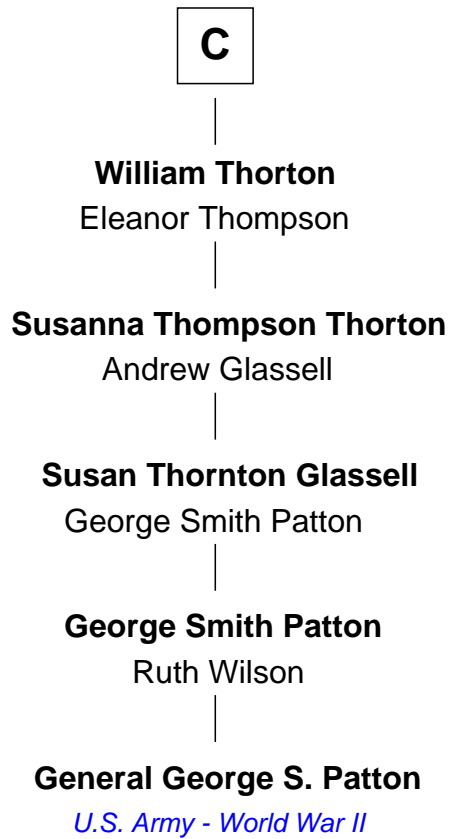 C
William Thorton
Eleanor Thompson
Susanna Thompson Thorton
Andrew Glassell
Susan Thornton Glassell
George Smith Patton
George Smith Patton
Ruth Wilson
General George S. Patton
U.S. Army - World War II